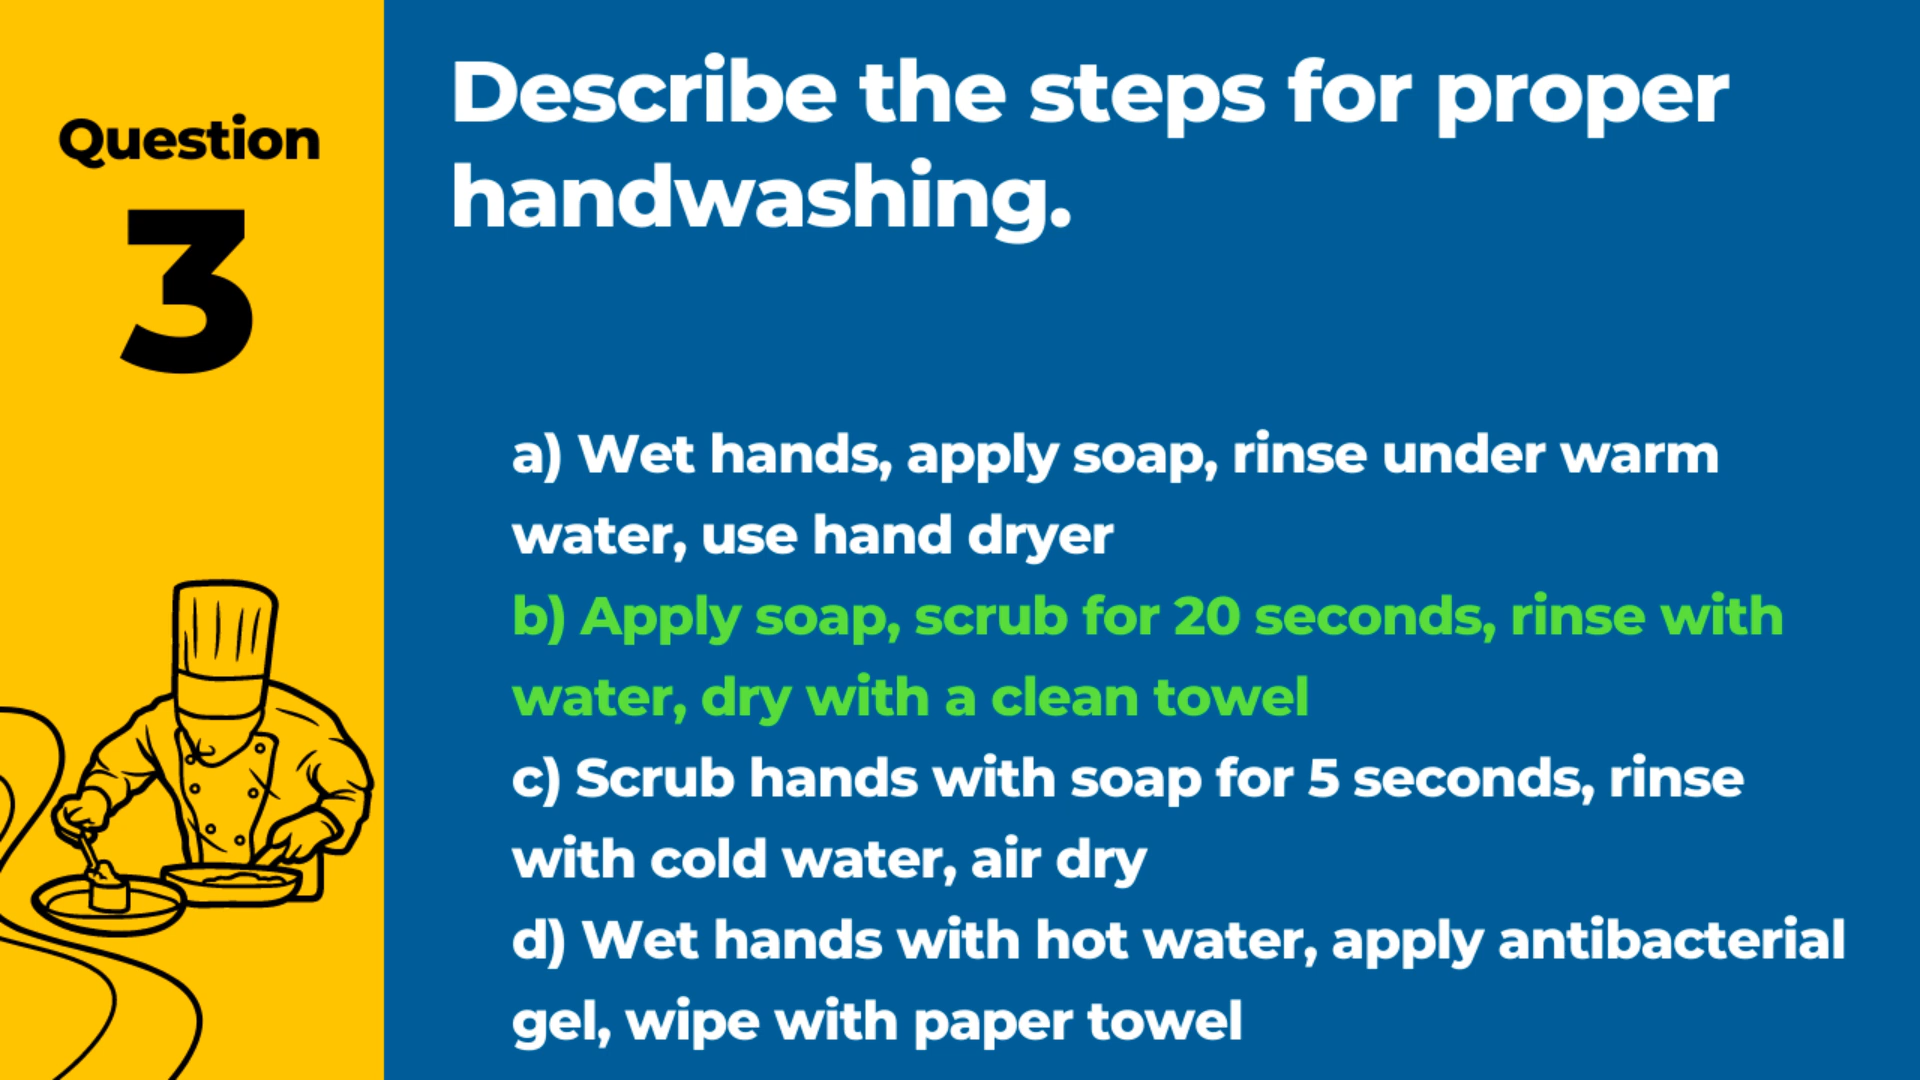 Question
3
Describe the steps for proper
handwashing.
a) Wet hands, apply soap, rinse under warm
water, use hand dryer
b) Apply soap, scrub for 20 seconds, rinse with
water, dry with a clean towel
c) Scrub hands with soap for 5 seconds, rinse
with cold water, air dry
d) Wet hands with hot water, apply antibacterial
gel, wipe with paper towel